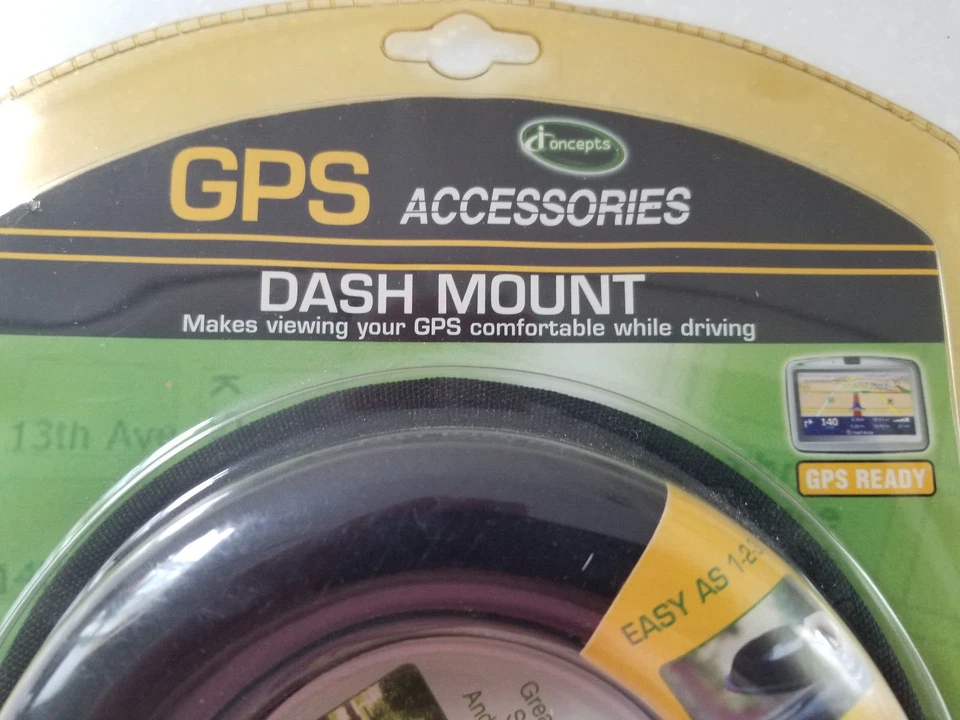 iConcepts
GPS ACCESSORIES
DASH MOUNT
Makes viewing your GPS comfortable while driving
13th Ave
140
GPS READY
EASY AS 1-2-